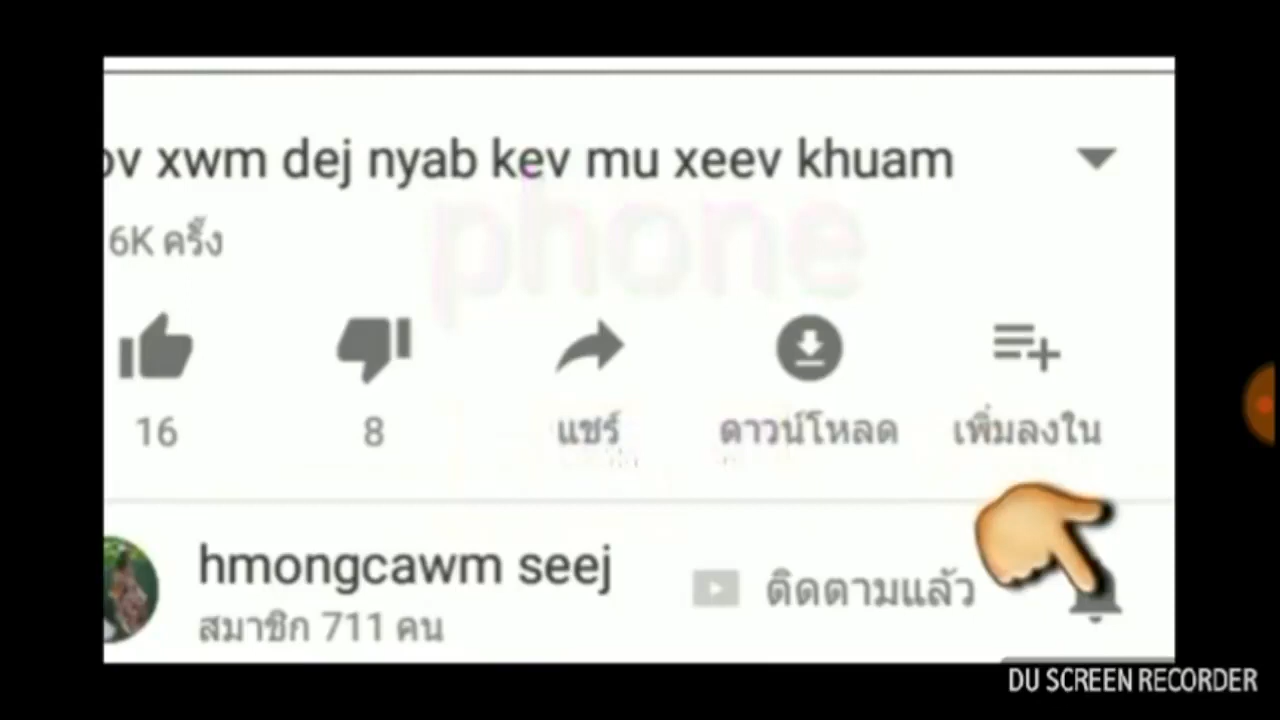 xwm dej nyab kev mu xeev khuam
phone
6K ครั้ง
16 8 แชร์ ดาวน์โหลด เพิ่มลงใน
hmongcawm seej
ติดตามแล้ว
สมาชิก 711 คน
DU SCREEN RECORDER